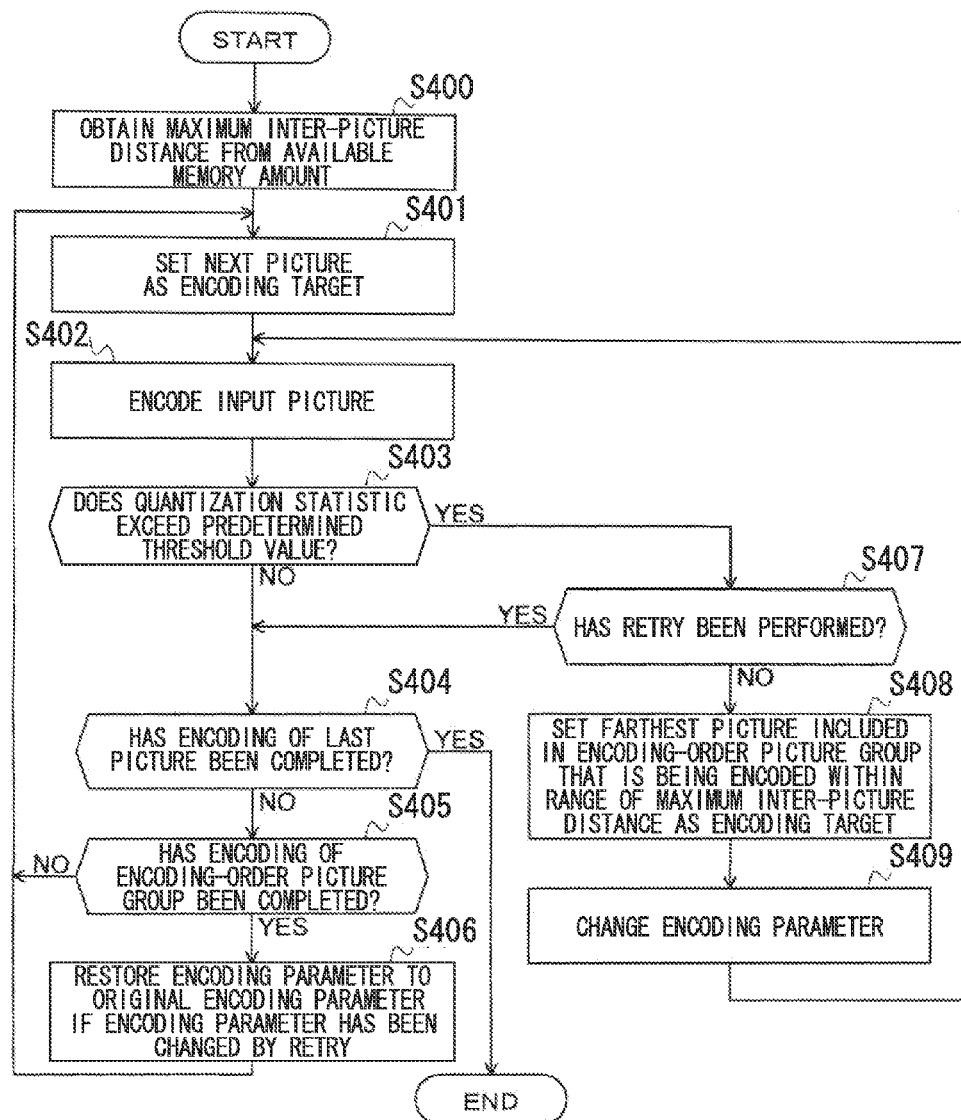 START
S400
OBTAIN MAXIMUM INTER-PICTURE
DISTANCE FROM AVAILABLE
MEMORY AMOUNT
S401
SET NEXT PICTURE
AS ENCODING TARGET
S402
ENCODE INPUT PICTURE
S403
DOES QUANTIZATION STATISTIC
EXCEED PREDETERMINED
THRESHOLD VALUE?
YES
NO
S407
HAS RETRY BEEN PERFORMED?
YES
NO
S404
HAS ENCODING OF LAST
PICTURE BEEN COMPLETED?
YES
NO
S408
SET FARTHEST PICTURE INCLUDED
IN ENCODING-ORDER PICTURE GROUP
THAT IS BEING ENCODED WITHIN
RANGE OF MAXIMUM INTER-PICTURE
DISTANCE AS ENCODING TARGET
S405
HAS ENCODING OF
ENCODING-ORDER PICTURE
GROUP BEEN COMPLETED?
NO
YES
S409
CHANGE ENCODING PARAMETER
S406
RESTORE ENCODING PARAMETER TO
ORIGINAL ENCODING PARAMETER
IF ENCODING PARAMETER HAS BEEN
CHANGED BY RETRY
END